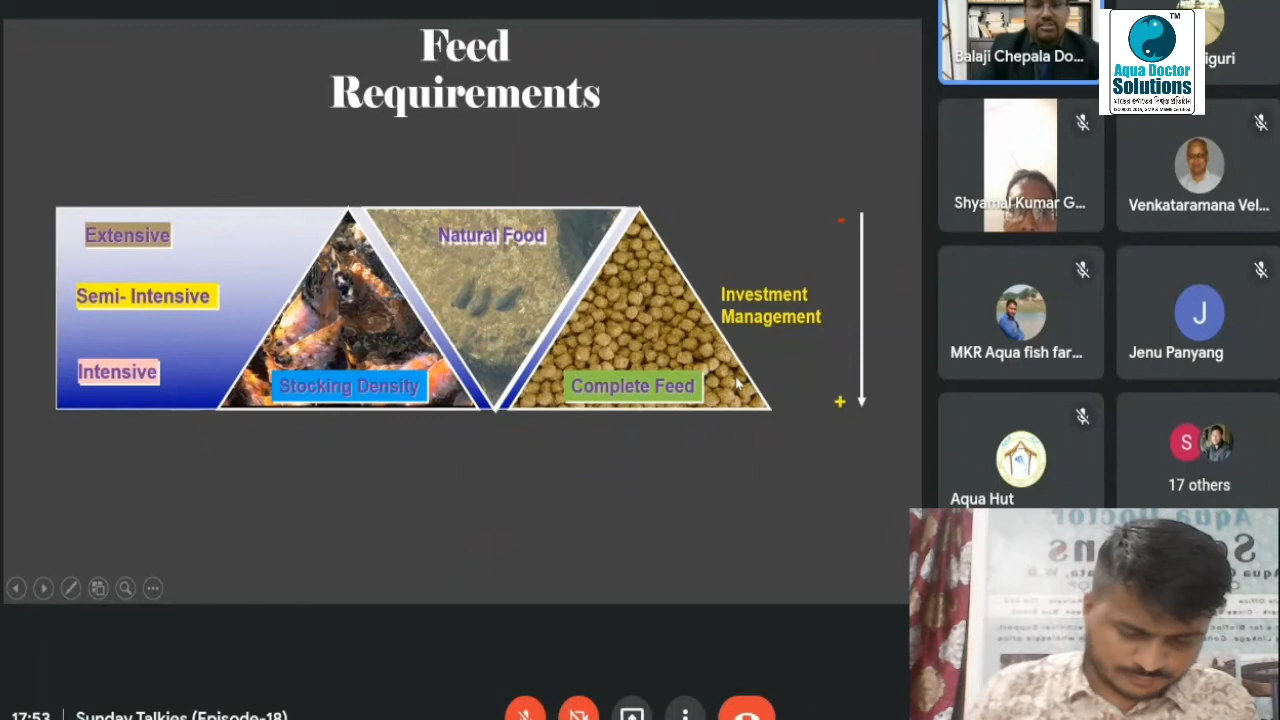 Feed
Requirements
Extensive
Semi- Intensive
Intensive
Natural Food
Stocking Density
Complete Feed
Investment
Management
-
+
Balaji Chepala Do...
iguri
TM
Aqua Doctor
Solutions
Shyamal Kumar G...
Venkataramana Vel...
MKR Aqua fish far...
J
Jenu Panyang
Aqua Hut
S
17 others
17:53 | Sunday Talkies (Episode-18)